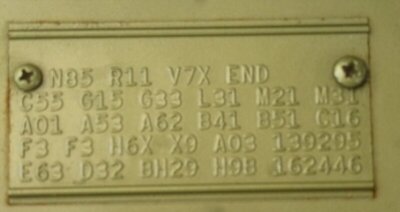 N85 R11 V7X END
C55 G15 G33 L31 M21 M31
A01 A53 A62 B41 B51 C16
F3 F3 H6X X9 A03 139295
E63 D32 BH29 H98 162446